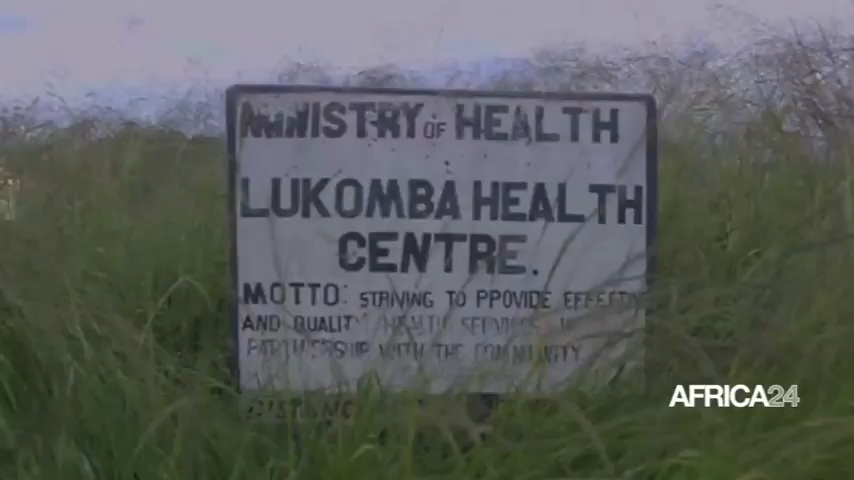 MINISTRY OF HEALTH
LUKOMBA HEALTH
CENTRE.
MOTTO: STRIVING TO PPOVIDE EFFECTIV
AND QUALITY HEALTH SERVICES
PARTNERSHIP WITH THE COMMUNITY
AFRICA24